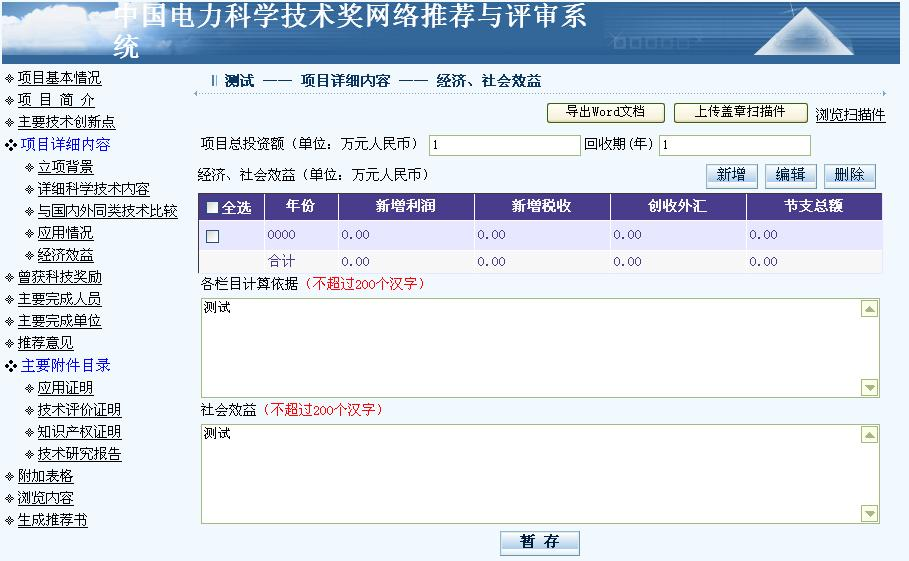 中国电力科学技术奖网络推荐与评审系
统
项目基本情况
项 目 简 介
主要技术创新点
项目详细内容
立项背景
详细科学技术内容
与国内外同类技术比较
应用情况
经济效益
曾获科技奖励
主要完成人员
主要完成单位
推荐意见
主要附件目录
应用证明
技术评价证明
知识产权证明
技术研究报告
附加表格
浏览内容
生成推荐书
测试 —— 项目详细内容 —— 经济、社会效益
导出Word文档 上传盖章扫描件 浏览扫描件
项目总投资额（单位：万元人民币） 1 回收期(年) 1
经济、社会效益（单位：万元人民币） 新增 编辑 删除
全选 年份 新增利润 新增税收 创收外汇 节支总额
0000 0.00 0.00 0.00 0.00
合计 0.00 0.00 0.00 0.00
各栏目计算依据（不超过200个汉字）
测试
社会效益（不超过200个汉字）
测试
暂 存